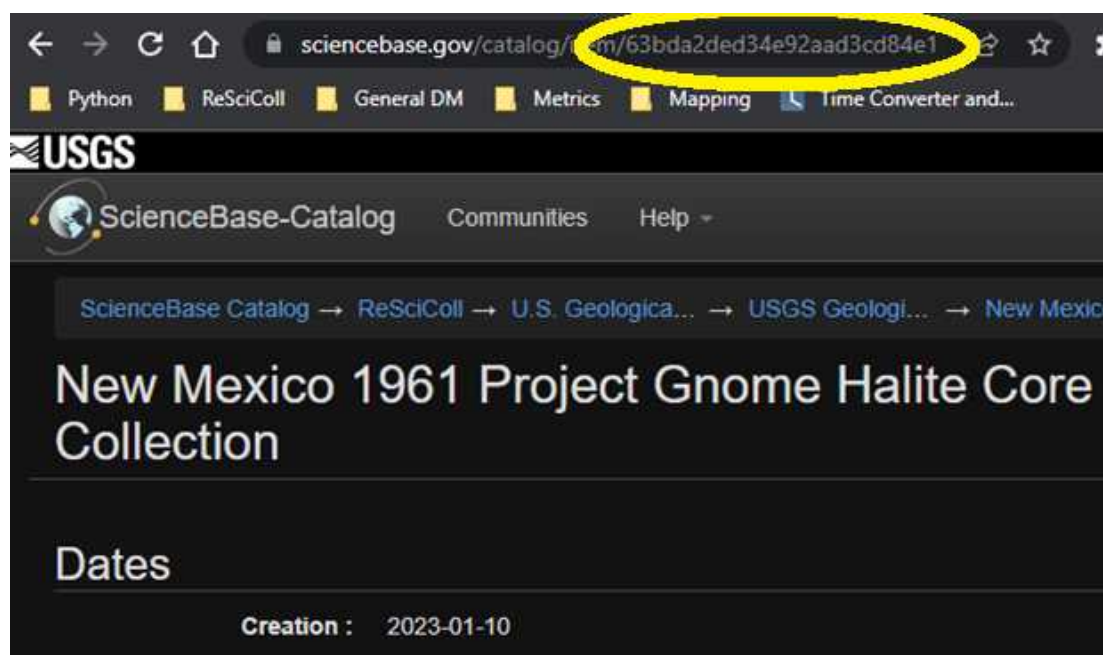 sciencebase.gov/catalog/item/63bda2ded34e92aad3cd84e1
Python ReSciColl General DM Metrics Mapping Time Converter and...
USGS
ScienceBase-Catalog Communities Help
ScienceBase Catalog → ReSciColl → U.S. Geologica... → USGS Geologi... → New Mexic
New Mexico 1961 Project Gnome Halite Core
Collection
Dates
Creation : 2023-01-10